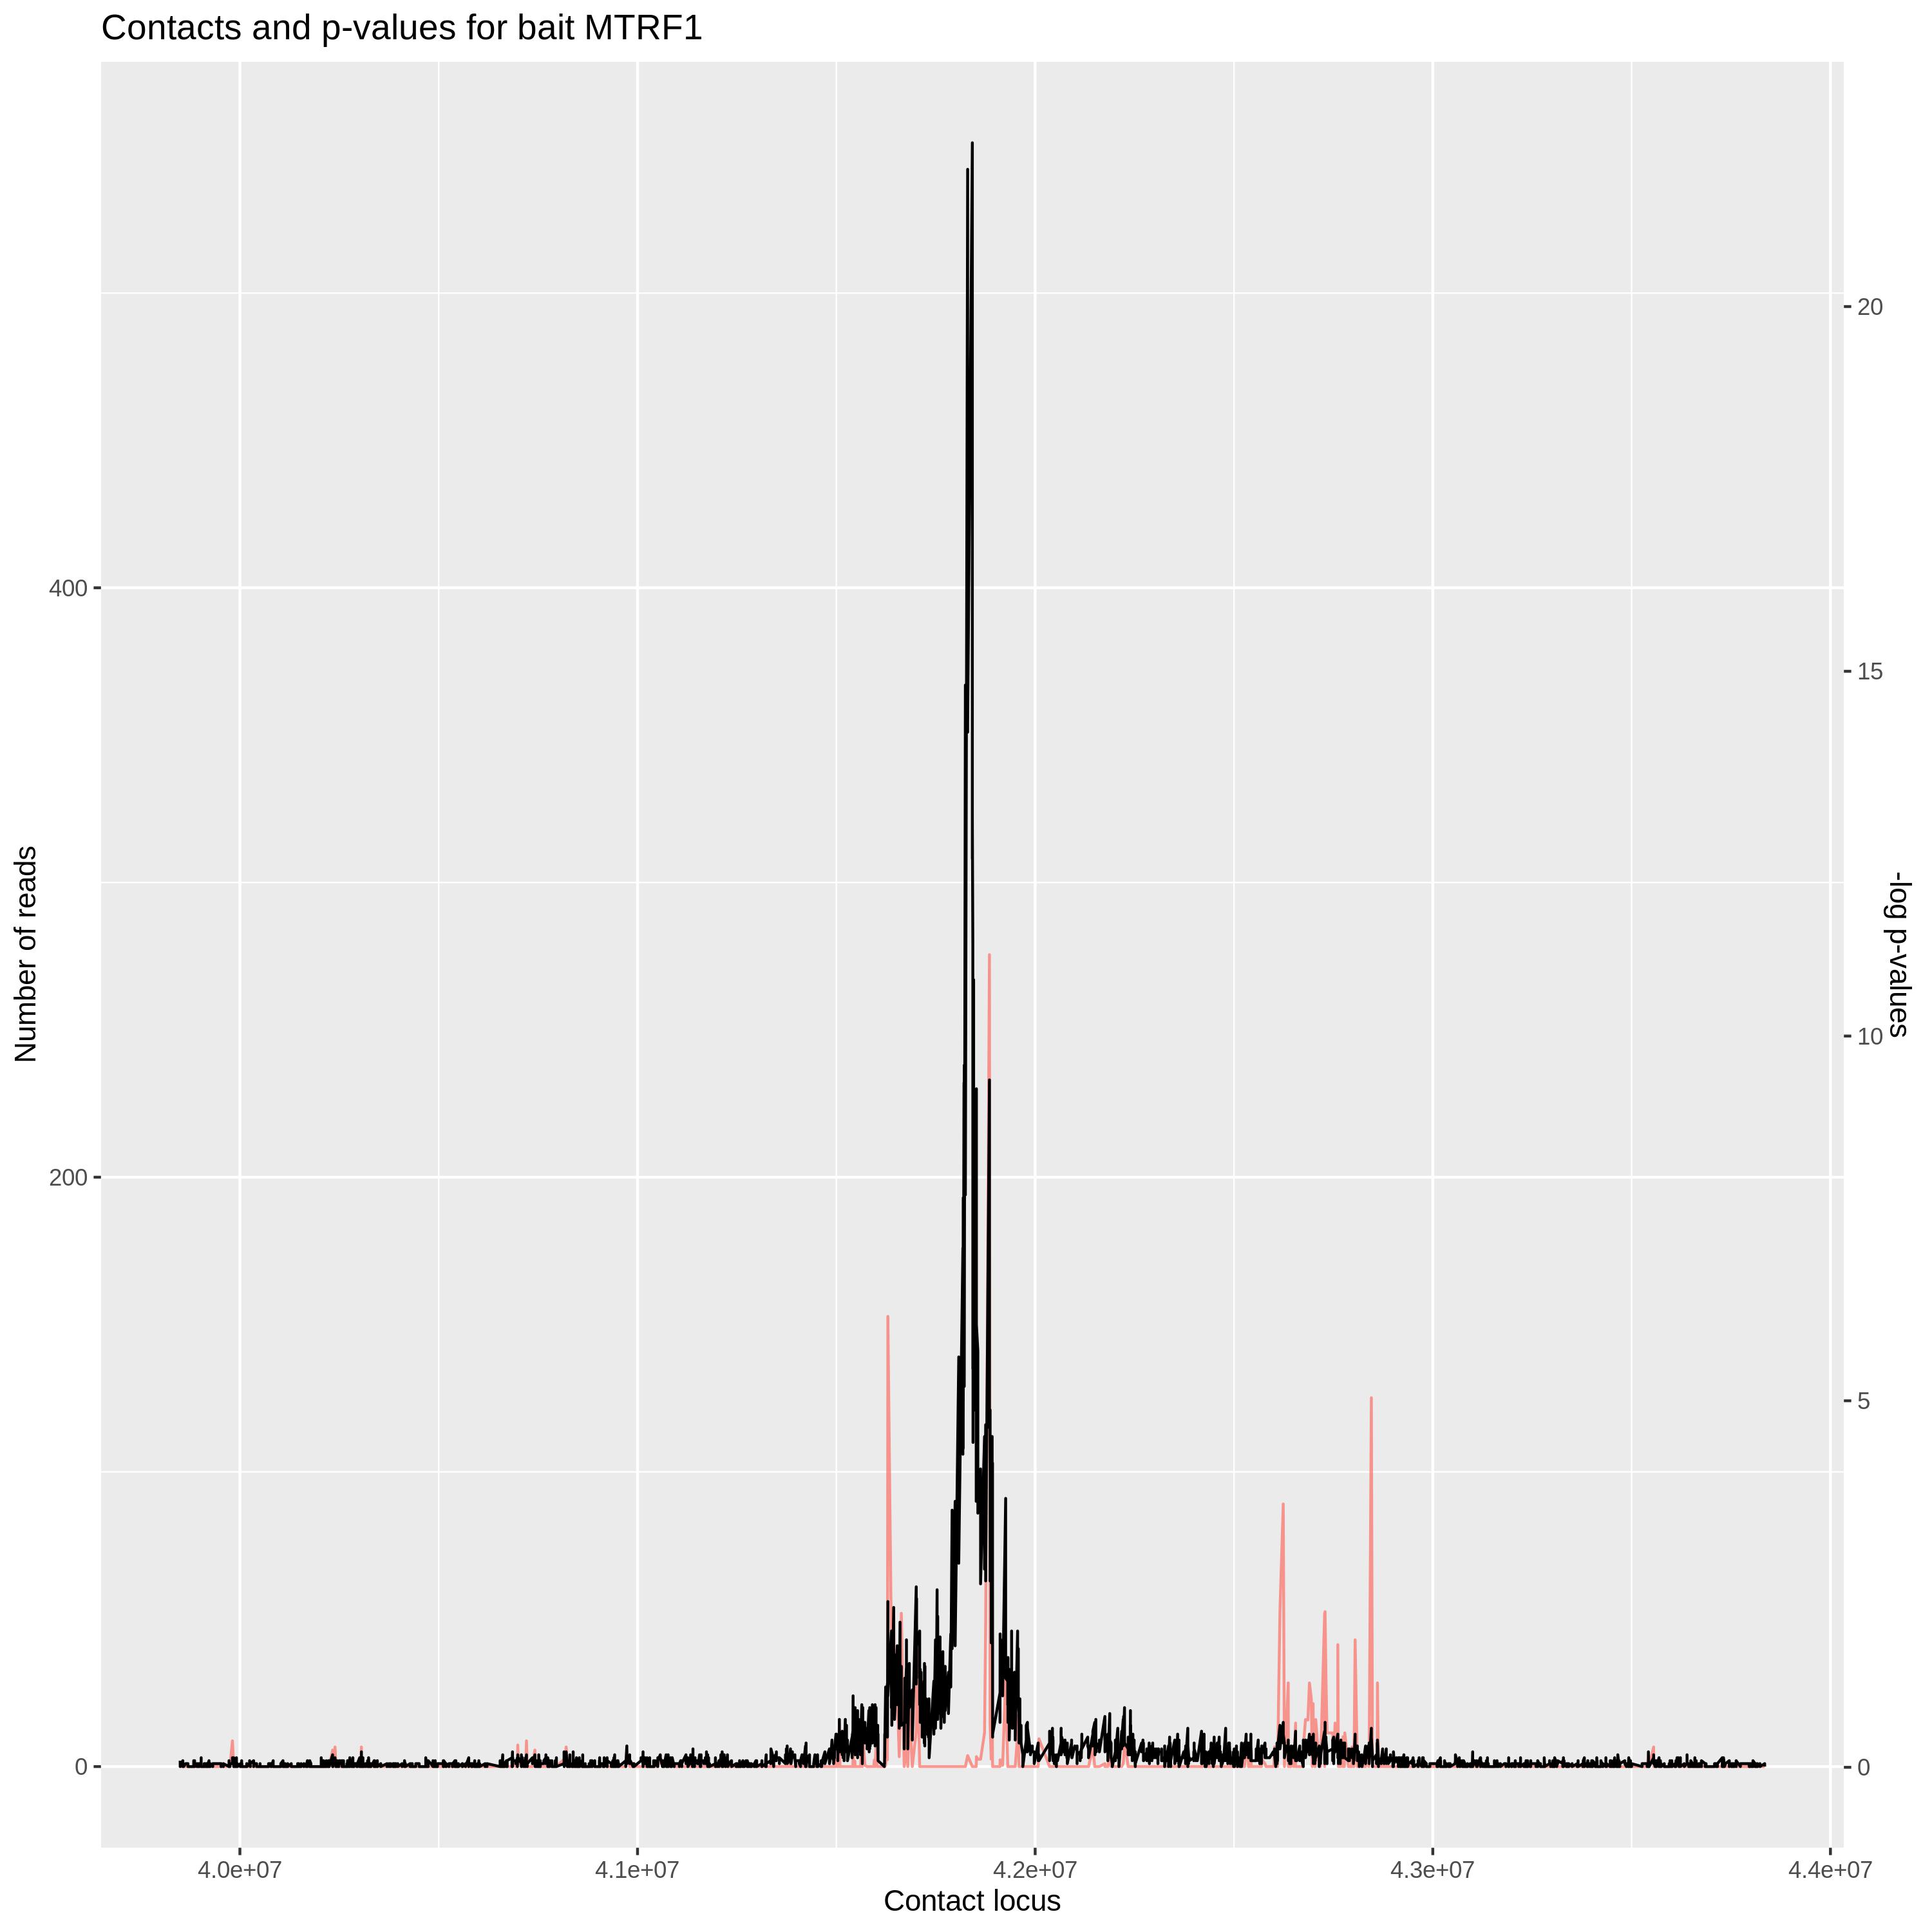 Contacts and p-values for bait MTRF1
Number of reads
400
200
0
20
15
10
5
0
-log p-values
4.0e+07
4.1e+07
4.2e+07
4.3e+07
4.4e+07
Contact locus